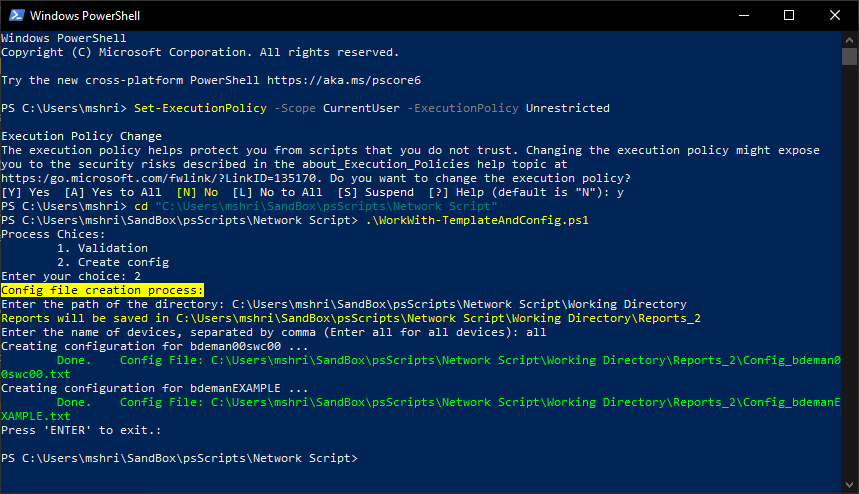 Windows PowerShell
Windows PowerShell
Copyright (C) Microsoft Corporation. All rights reserved.
Try the new cross-platform PowerShell https://aka.ms/pscore6
PS C:\Users\mshri> Set-ExecutionPolicy -Scope CurrentUser -ExecutionPolicy Unrestricted
Execution Policy Change
The execution policy helps protect you from scripts that you do not trust. Changing the execution policy might expose
you to the security risks described in the about_Execution_Policies help topic at
https:/go.microsoft.com/fwlink/?LinkID=135170. Do you want to change the execution policy?
[Y] Yes  [A] Yes to All  [N] No  [L] No to All  [S] Suspend  [?] Help (default is "N"): y
PS C:\Users\mshri> cd "C:\Users\mshri\SandBox\psScripts\Network Script"
PS C:\Users\mshri\SandBox\psScripts\Network Script> .\WorkWith-TemplateAndConfig.ps1
Process Chices:
1. Validation
2. Create config
Enter your choice: 2
Config file creation process:
Enter the path of the directory: C:\Users\mshri\SandBox\psScripts\Network Script\Working Directory
Reports will be saved in C:\Users\mshri\SandBox\psScripts\Network Script\Working Directory\Reports_2
Enter the name of devices, separated by comma (Enter all for all devices): all
Creating configuration for bdeman00swc00 ...
Done.   Config File: C:\Users\mshri\SandBox\psScripts\Network Script\Working Directory\Reports_2\Config_bdeman0
0swc00.txt
Creating configuration for bdemanEXAMPLE ...
Done.   Config File: C:\Users\mshri\SandBox\psScripts\Network Script\Working Directory\Reports_2\Config_bdemanE
XAMPLE.txt
Press 'ENTER' to exit.:
PS C:\Users\mshri\SandBox\psScripts\Network Script>